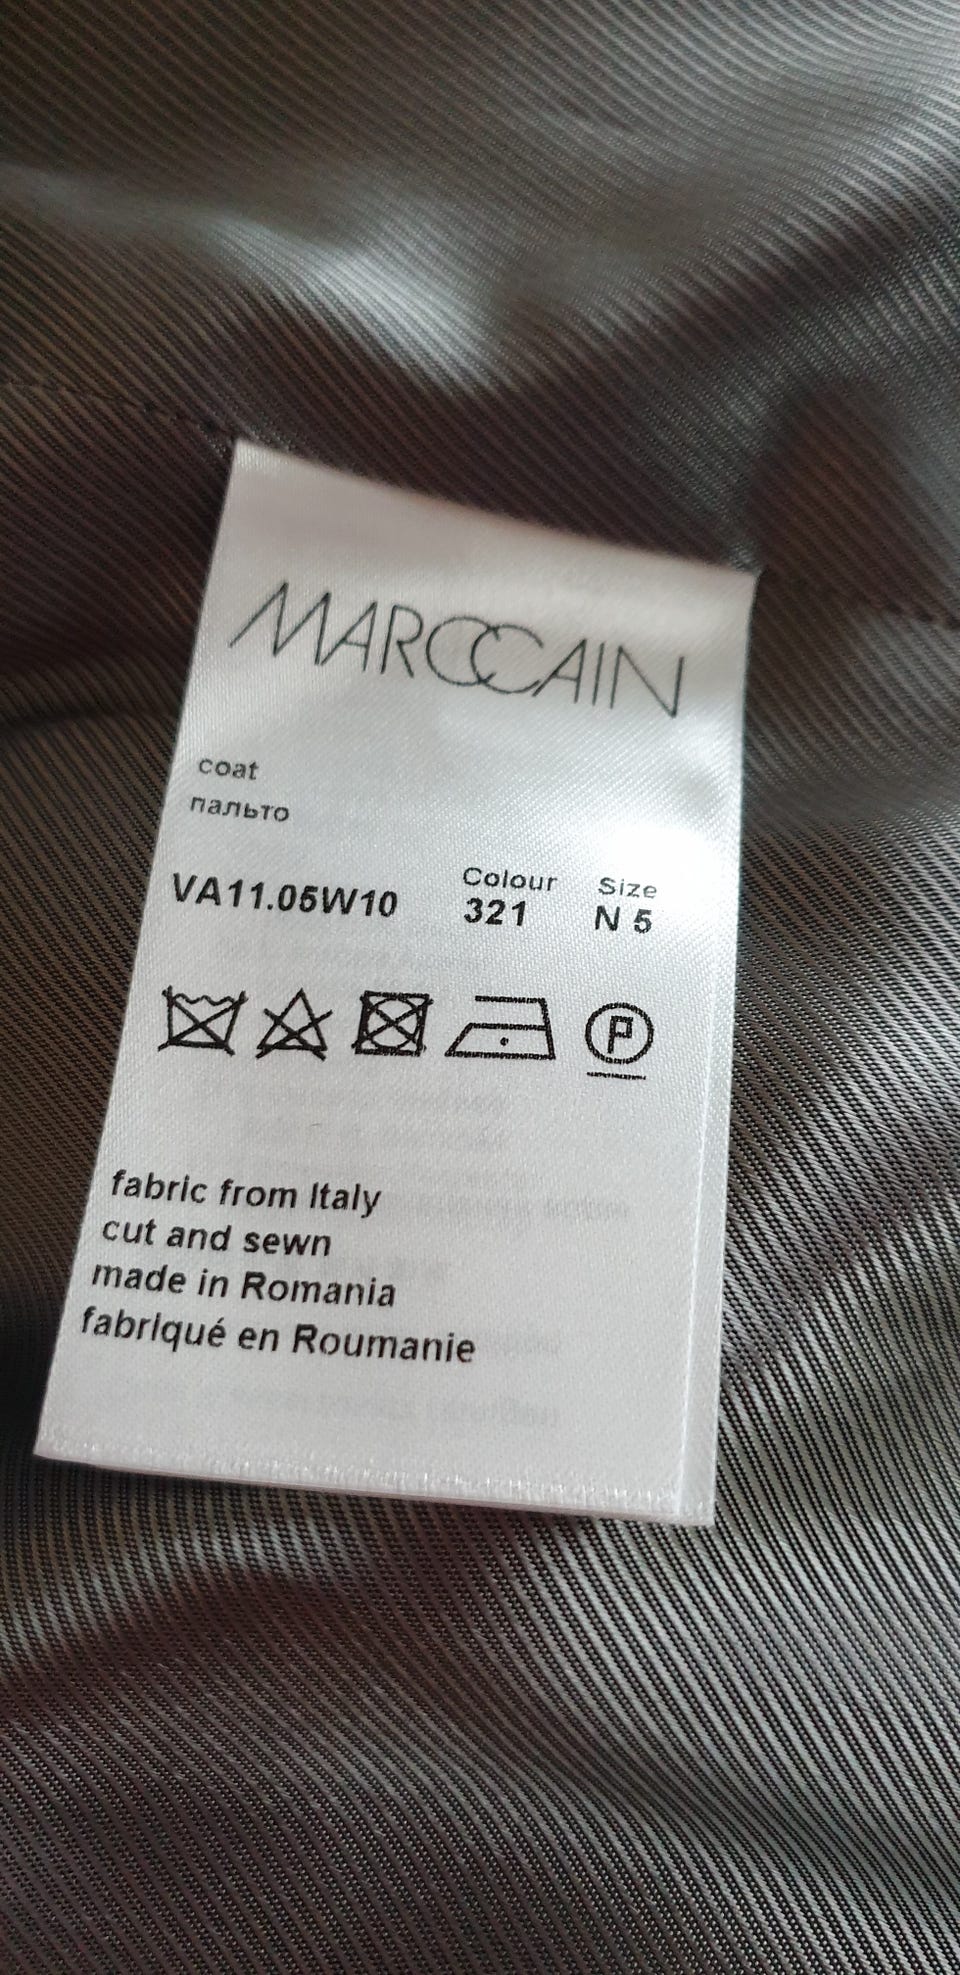 MARCCAIN
coat
пальто
VA11.05W10 Colour 321 Size N 5
P
fabric from Italy
cut and sewn
made in Romania
fabriqué en Roumanie